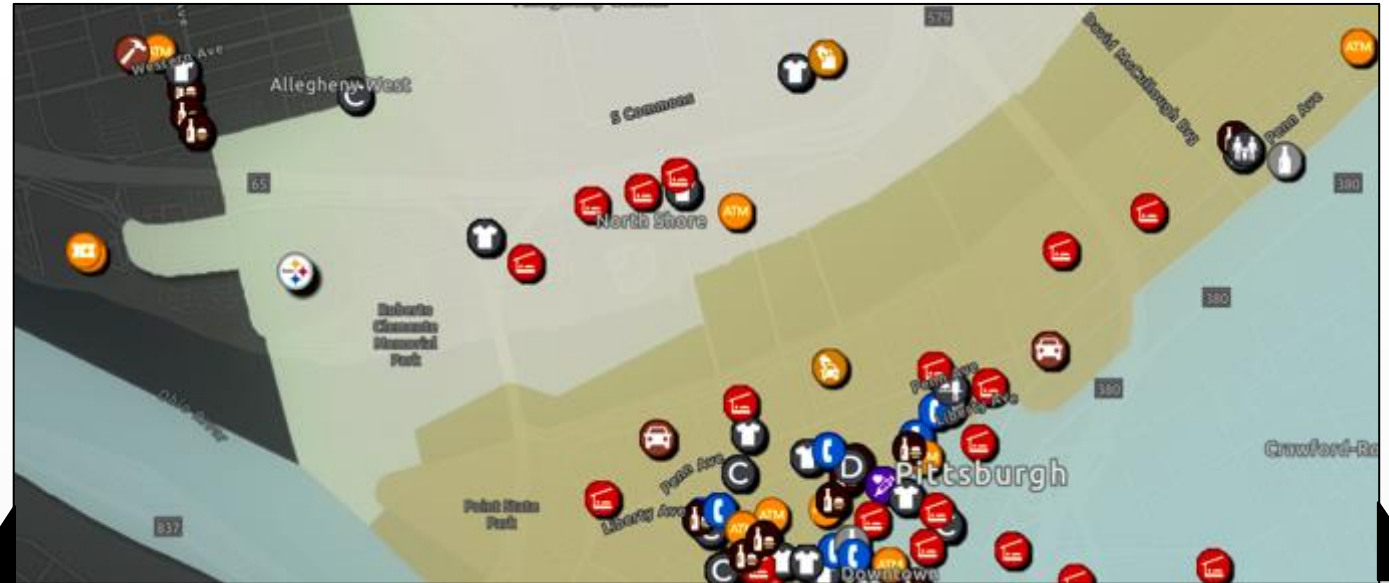 579
ATM
Western Ave
Allegheny West
C
S Commons
David McCullough Brg
Penn Ave
ATM
65
380
North Shore
ATM
Roberto
Clemente
Memorial
Park
380
380
Ohio River
Penn Ave
Liberty Ave
Crawford-Ro
Pittsburgh
D
C
Penn Ave
Point State
Park
Liberty Ave
837
ATM
C
Downtown
ATM